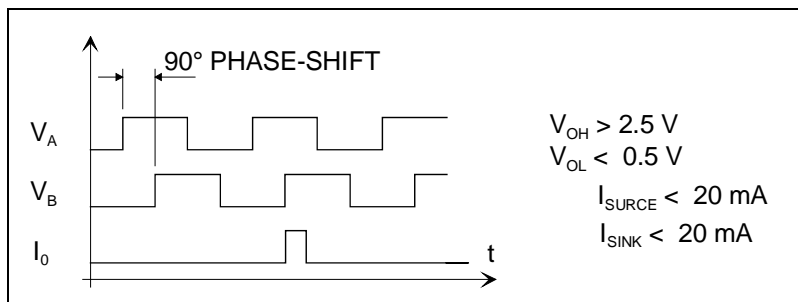 90° PHASE-SHIFT
V_A
V_B
I_0
t
V_OH > 2.5 V
V_OL < 0.5 V
I_SURCE < 20 mA
I_SINK < 20 mA